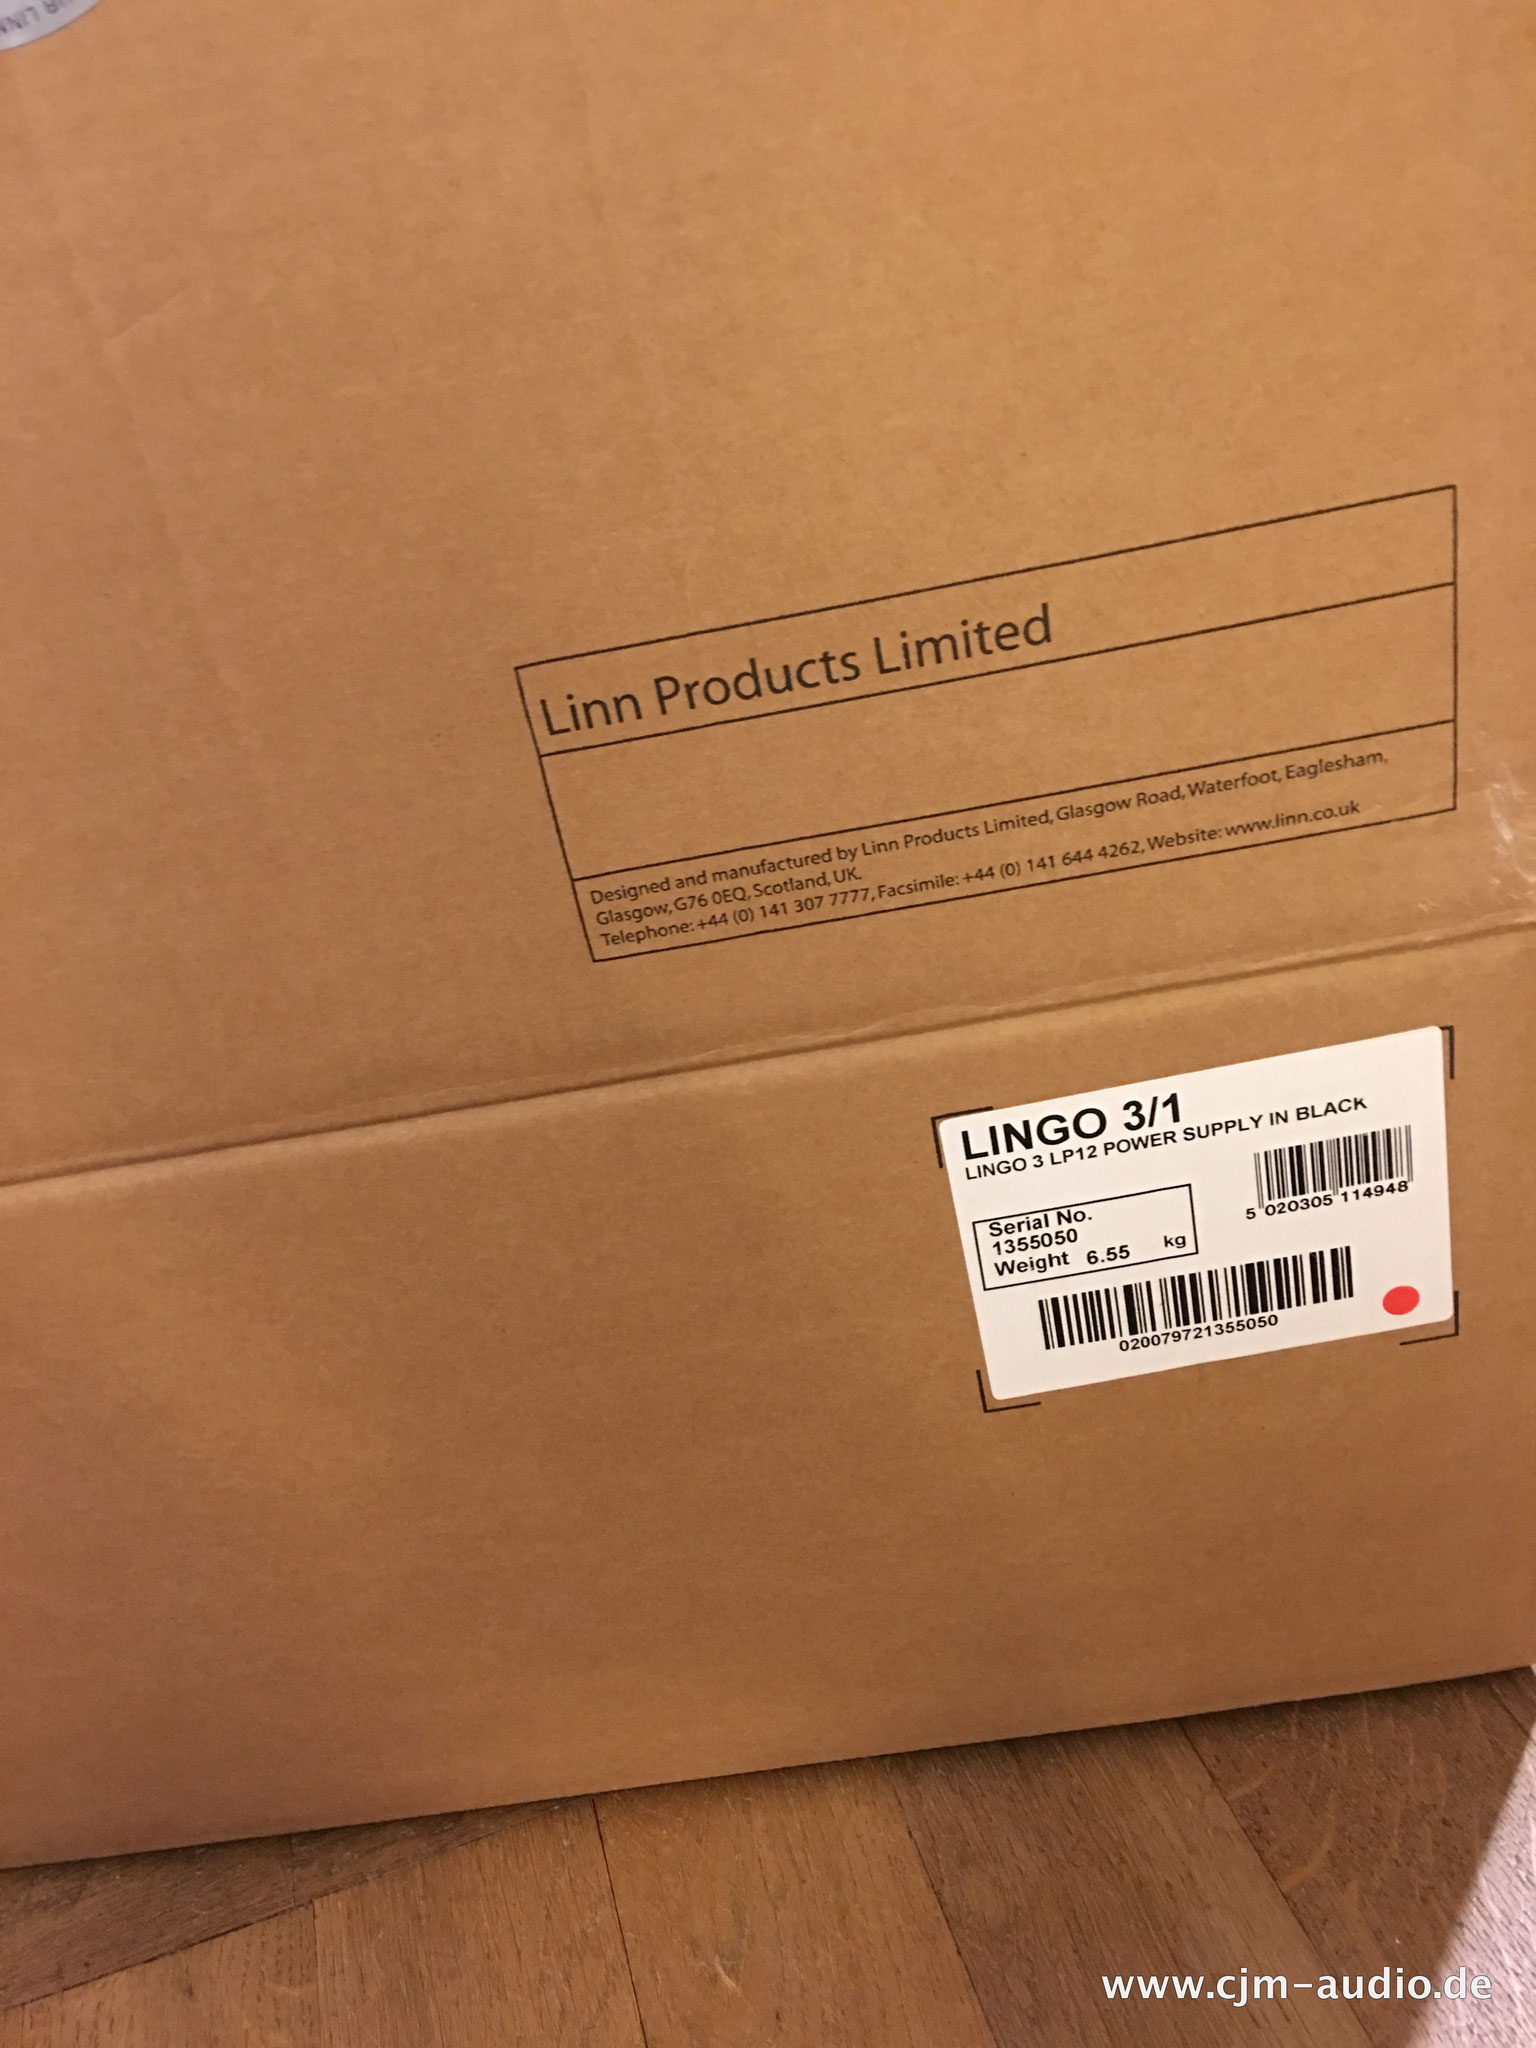 Linn Products Limited
Designed and manufactured by Linn Products Limited, Glasgow Road, Waterfoot, Eaglesham,
Glasgow, G76 0EQ, Scotland, UK.
Telephone: +44 (0) 141 307 7777, Facsimile: +44 (0) 141 644 4262, Website: www.linn.co.uk
LINGO 3/1
LINGO 3 LP12 POWER SUPPLY IN BLACK
Serial No.
1355050
Weight 6.55 kg
5 020305 114948
020079721355050
www.cjm-audio.de